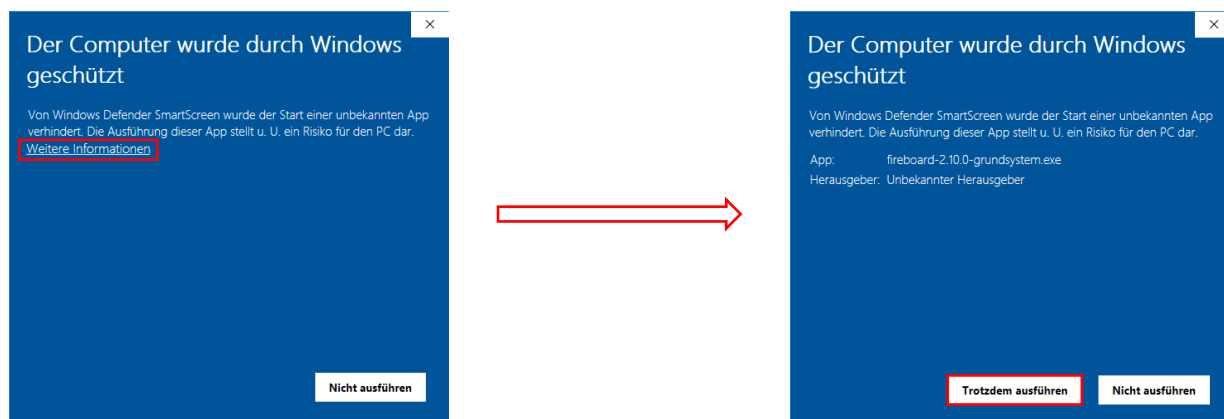 Der Computer wurde durch Windows
geschützt
Von Windows Defender SmartScreen wurde der Start einer unbekannten App
verhindert. Die Ausführung dieser App stellt u. U. ein Risiko für den PC dar.
Weitere Informationen
Nicht ausführen
Der Computer wurde durch Windows
geschützt
Von Windows Defender SmartScreen wurde der Start einer unbekannten App
verhindert. Die Ausführung dieser App stellt u. U. ein Risiko für den PC dar.
App: fireboard-2.10.0-grundsystem.exe
Herausgeber: Unbekannter Herausgeber
Trotzdem ausführen Nicht ausführen